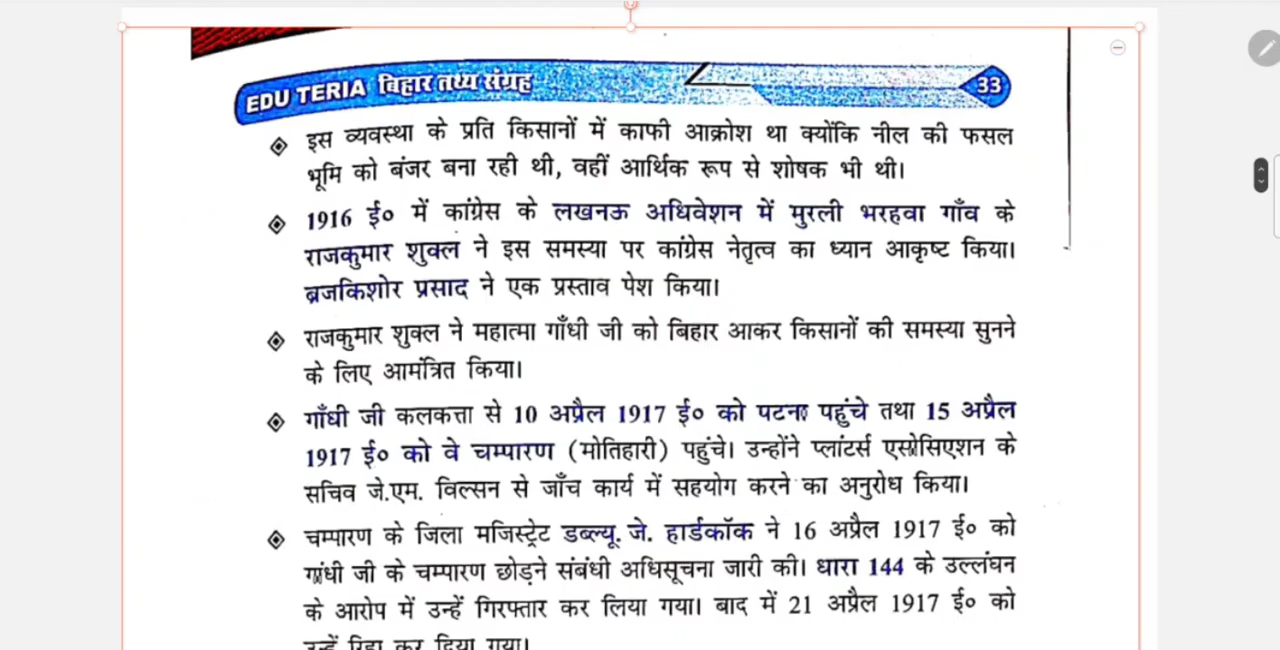 EDU TERIA बिहार तथ्य संग्रह 33
इस व्यवस्था के प्रति किसानों में काफी आक्रोश था क्योंकि नील की फसल
भूमि को बंजर बना रही थी, वहीं आर्थिक रूप से शोषक भी थी।
1916 ई० में कांग्रेस के लखनऊ अधिवेशन में मुरली भरहवा गाँव के
राजकुमार शुक्ल ने इस समस्या पर कांग्रेस नेतृत्व का ध्यान आकृष्ट किया।
ब्रजकिशोर प्रसाद ने एक प्रस्ताव पेश किया।
राजकुमार शुक्ल ने महात्मा गाँधी जी को बिहार आकर किसानों की समस्या सुनने
के लिए आमंत्रित किया।
गाँधी जी कलकत्ता से 10 अप्रैल 1917 ई० को पटना पहुंचे तथा 15 अप्रैल
1917 ई० को वे चम्पारण (मोतिहारी) पहुंचे। उन्होंने प्लांटर्स एसोसिएशन के
सचिव जे.एम. विल्सन से जाँच कार्य में सहयोग करने का अनुरोध किया।
चम्पारण के जिला मजिस्ट्रेट डब्ल्यू. जे. हार्डकॉक ने 16 अप्रैल 1917 ई० को
गांधी जी के चम्पारण छोड़ने संबंधी अधिसूचना जारी की। धारा 144 के उल्लंघन
के आरोप में उन्हें गिरफ्तार कर लिया गया। बाद में 21 अप्रैल 1917 ई० को
उन्हें रिहा कर दिया गया।